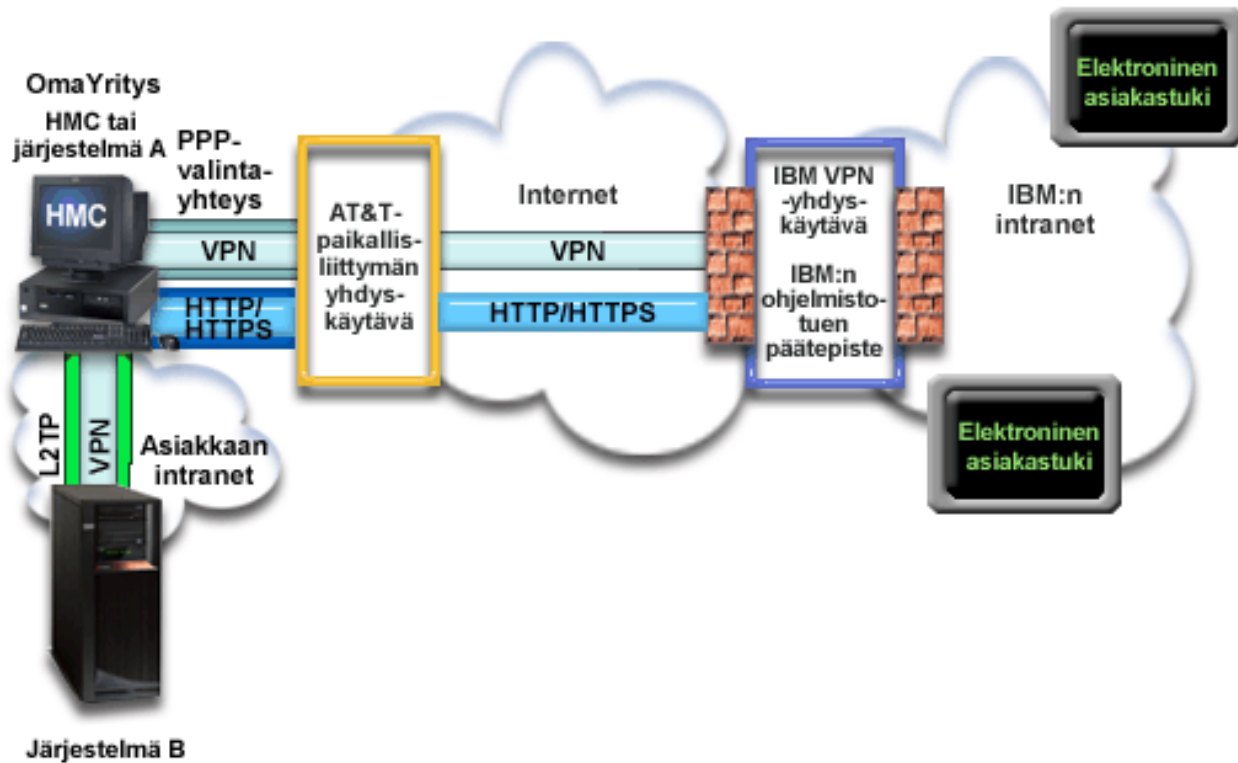 OmaYritys
HMC tai
järjestelmä A
HMC
PPP-
valinta-
yhteys
VPN
HTTP/
HTTPS
AT&T-
paikallis-
liittymän
yhdys-
käytävä
Internet
VPN
HTTP/HTTPS
IBM VPN
-yhdys-
käytävä
IBM:n
ohjelmisto-
tuen
päätepiste
IBM:n
intranet
Elektroninen
asiakastuki
Elektroninen
asiakastuki
L2TP
VPN
Asiakkaan
intranet
Järjestelmä B